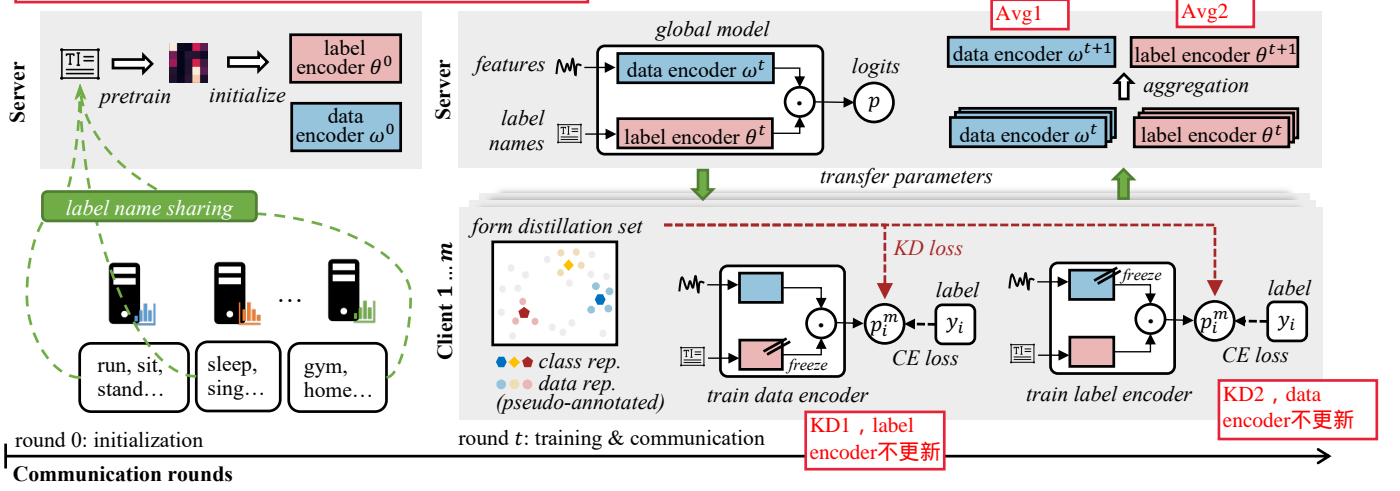 Avg1
Avg2
Server
TI=
pretrain
initialize
label
encoder θ⁰
data
encoder ω⁰
label name sharing
...
run, sit,
stand...
sleep,
sing...
gym,
home...
round 0: initialization
Server
global model
features
data encoder ωᵗ
label
names
TI=
label encoder θᵗ
logits
p
data encoder ωᵗ⁺¹
label encoder θᵗ⁺¹
aggregation
data encoder ωᵗ
label encoder θᵗ
transfer parameters
Client 1 ... m
form distillation set
class rep.
data rep.
(pseudo-annotated)
KD loss
TI=
freeze
train data encoder
pᵢᵐ
label
yᵢ
CE loss
TI=
freeze
train label encoder
pᵢᵐ
label
yᵢ
CE loss
KD1，label
encoder不更新
KD2，data
encoder不更新
round t: training & communication
Communication rounds